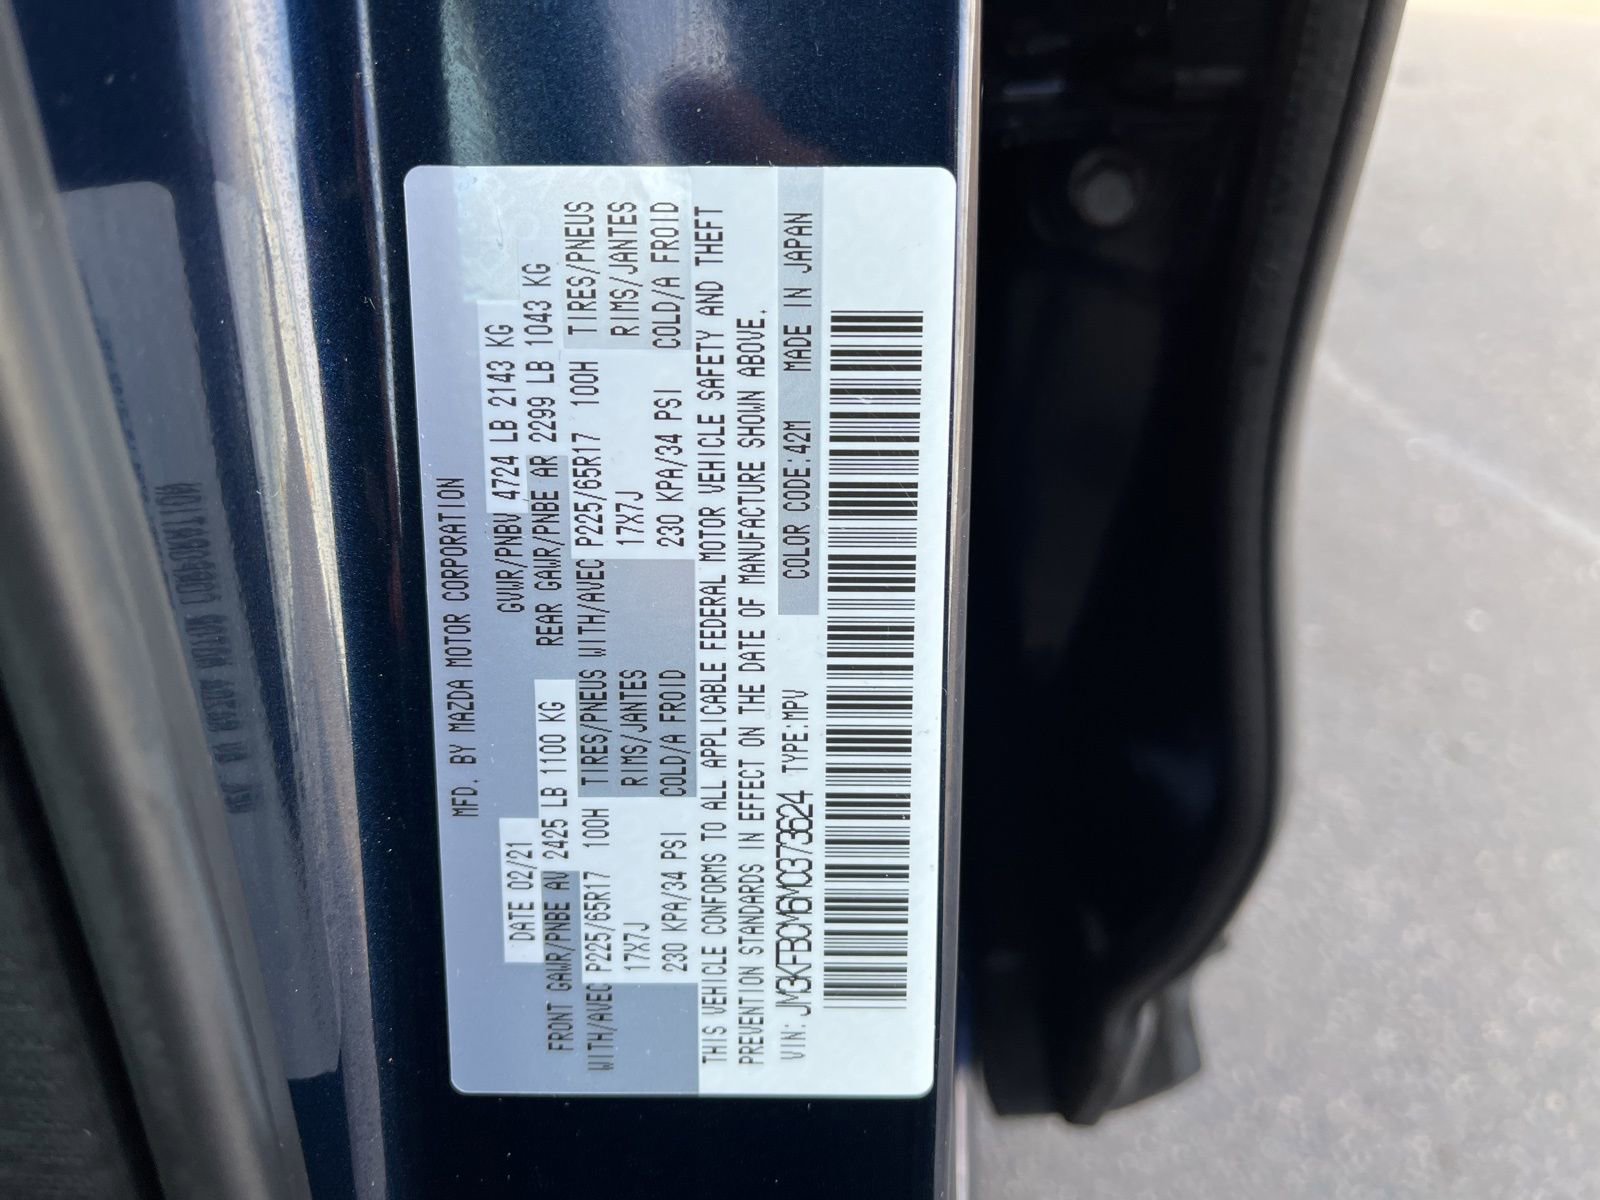 MFD. BY MAZDA MOTOR CORPORATION
DATE 02/21 GVWR/PNBV 4724 LB 2143 KG
FRONT GAWR/PNBE AV 2425 LB 1100 KG REAR GAWR/PNBE AR 2299 LB 1043 KG
WITH/AVEC P225/65R17 100H TIRES/PNEUS WITH/AVEC P225/65R17 100H TIRES/PNEUS
17X7J RIMS/JANTES 17X7J RIMS/JANTES
230 KPA/34 PSI COLD/A FROID 230 KPA/34 PSI COLD/A FROID
THIS VEHICLE CONFORMS TO ALL APPLICABLE FEDERAL MOTOR VEHICLE SAFETY AND THEFT
PREVENTION STANDARDS IN EFFECT ON THE DATE OF MANUFACTURE SHOWN ABOVE.
VIN: JM3KFBCM6M0373624 TYPE:MPV COLOR CODE:42M MADE IN JAPAN